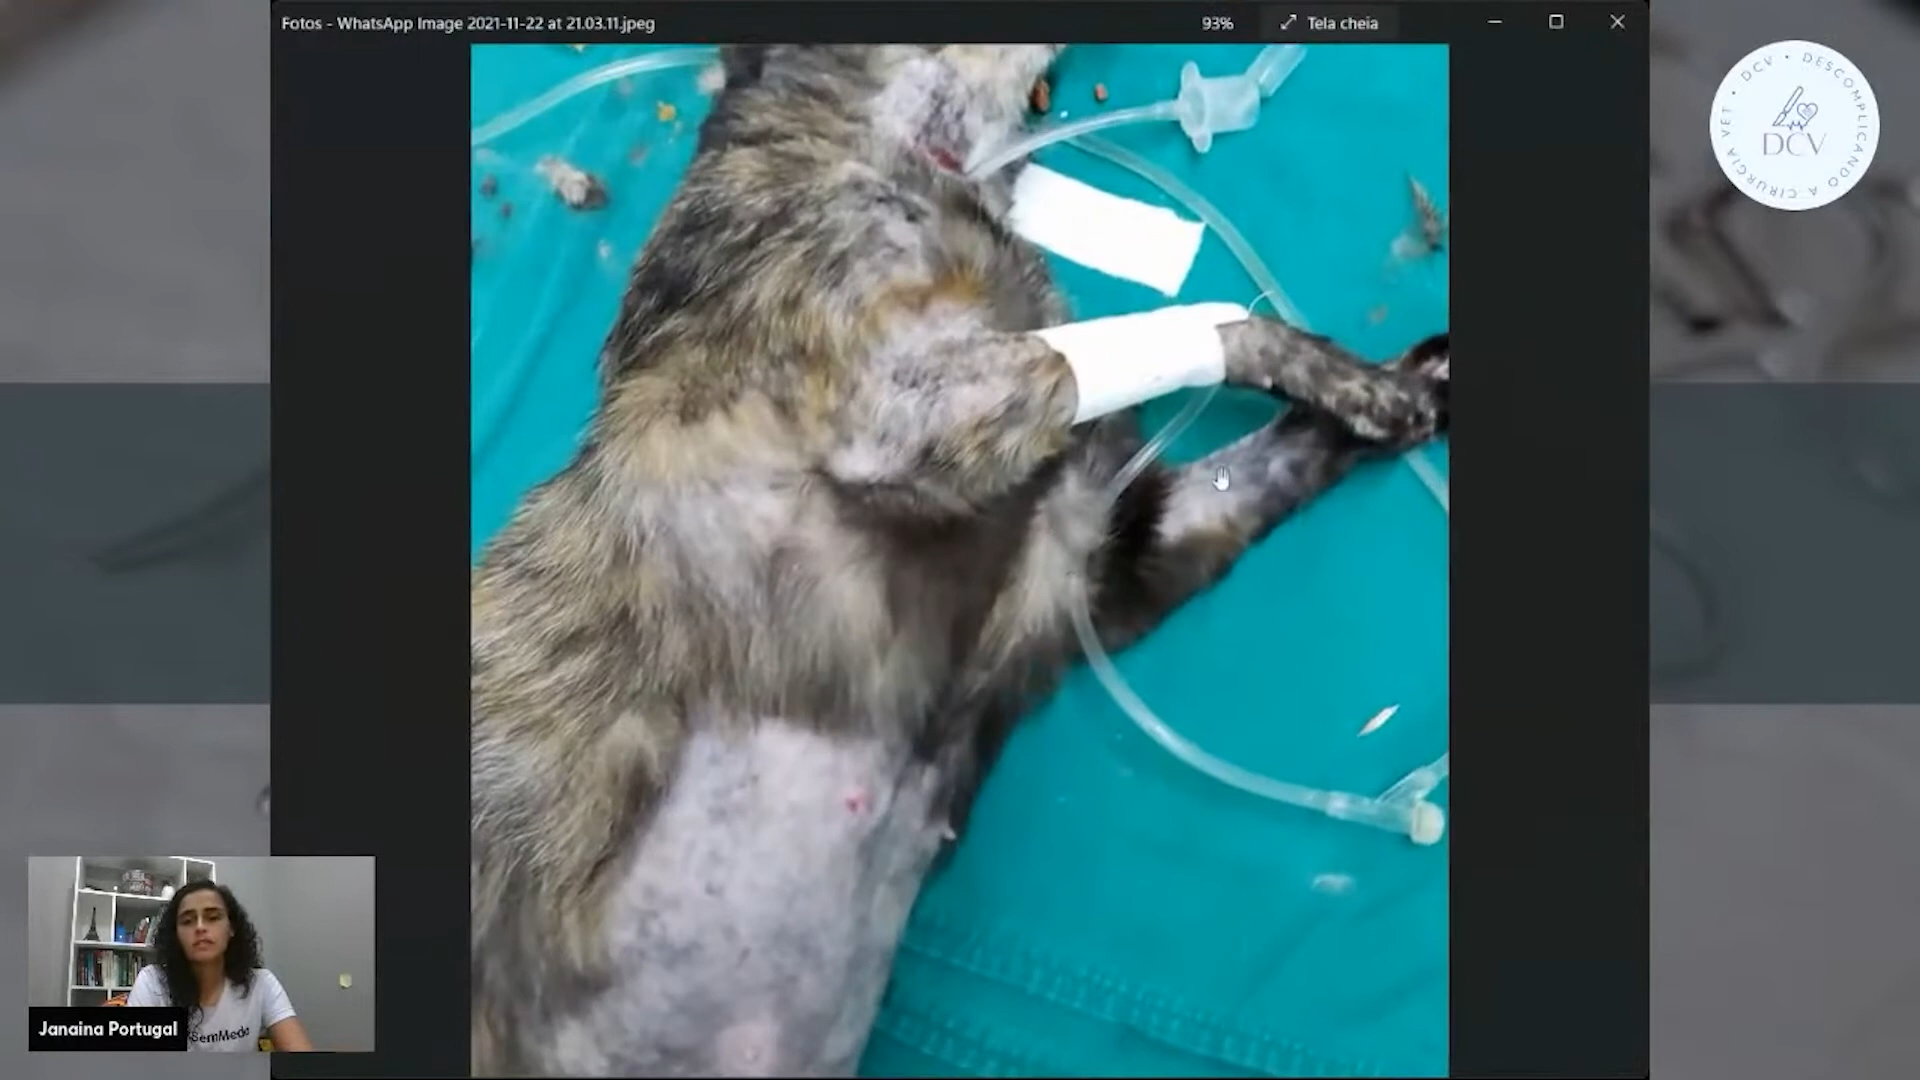 Fotos - WhatsApp Image 2021-11-22 at 21.03.11.jpeg
93%
Tela cheia
DCV • DESCOMPLICANDO A CIRURGIA VET •
DCV
Janaina Portugal
SemMedo